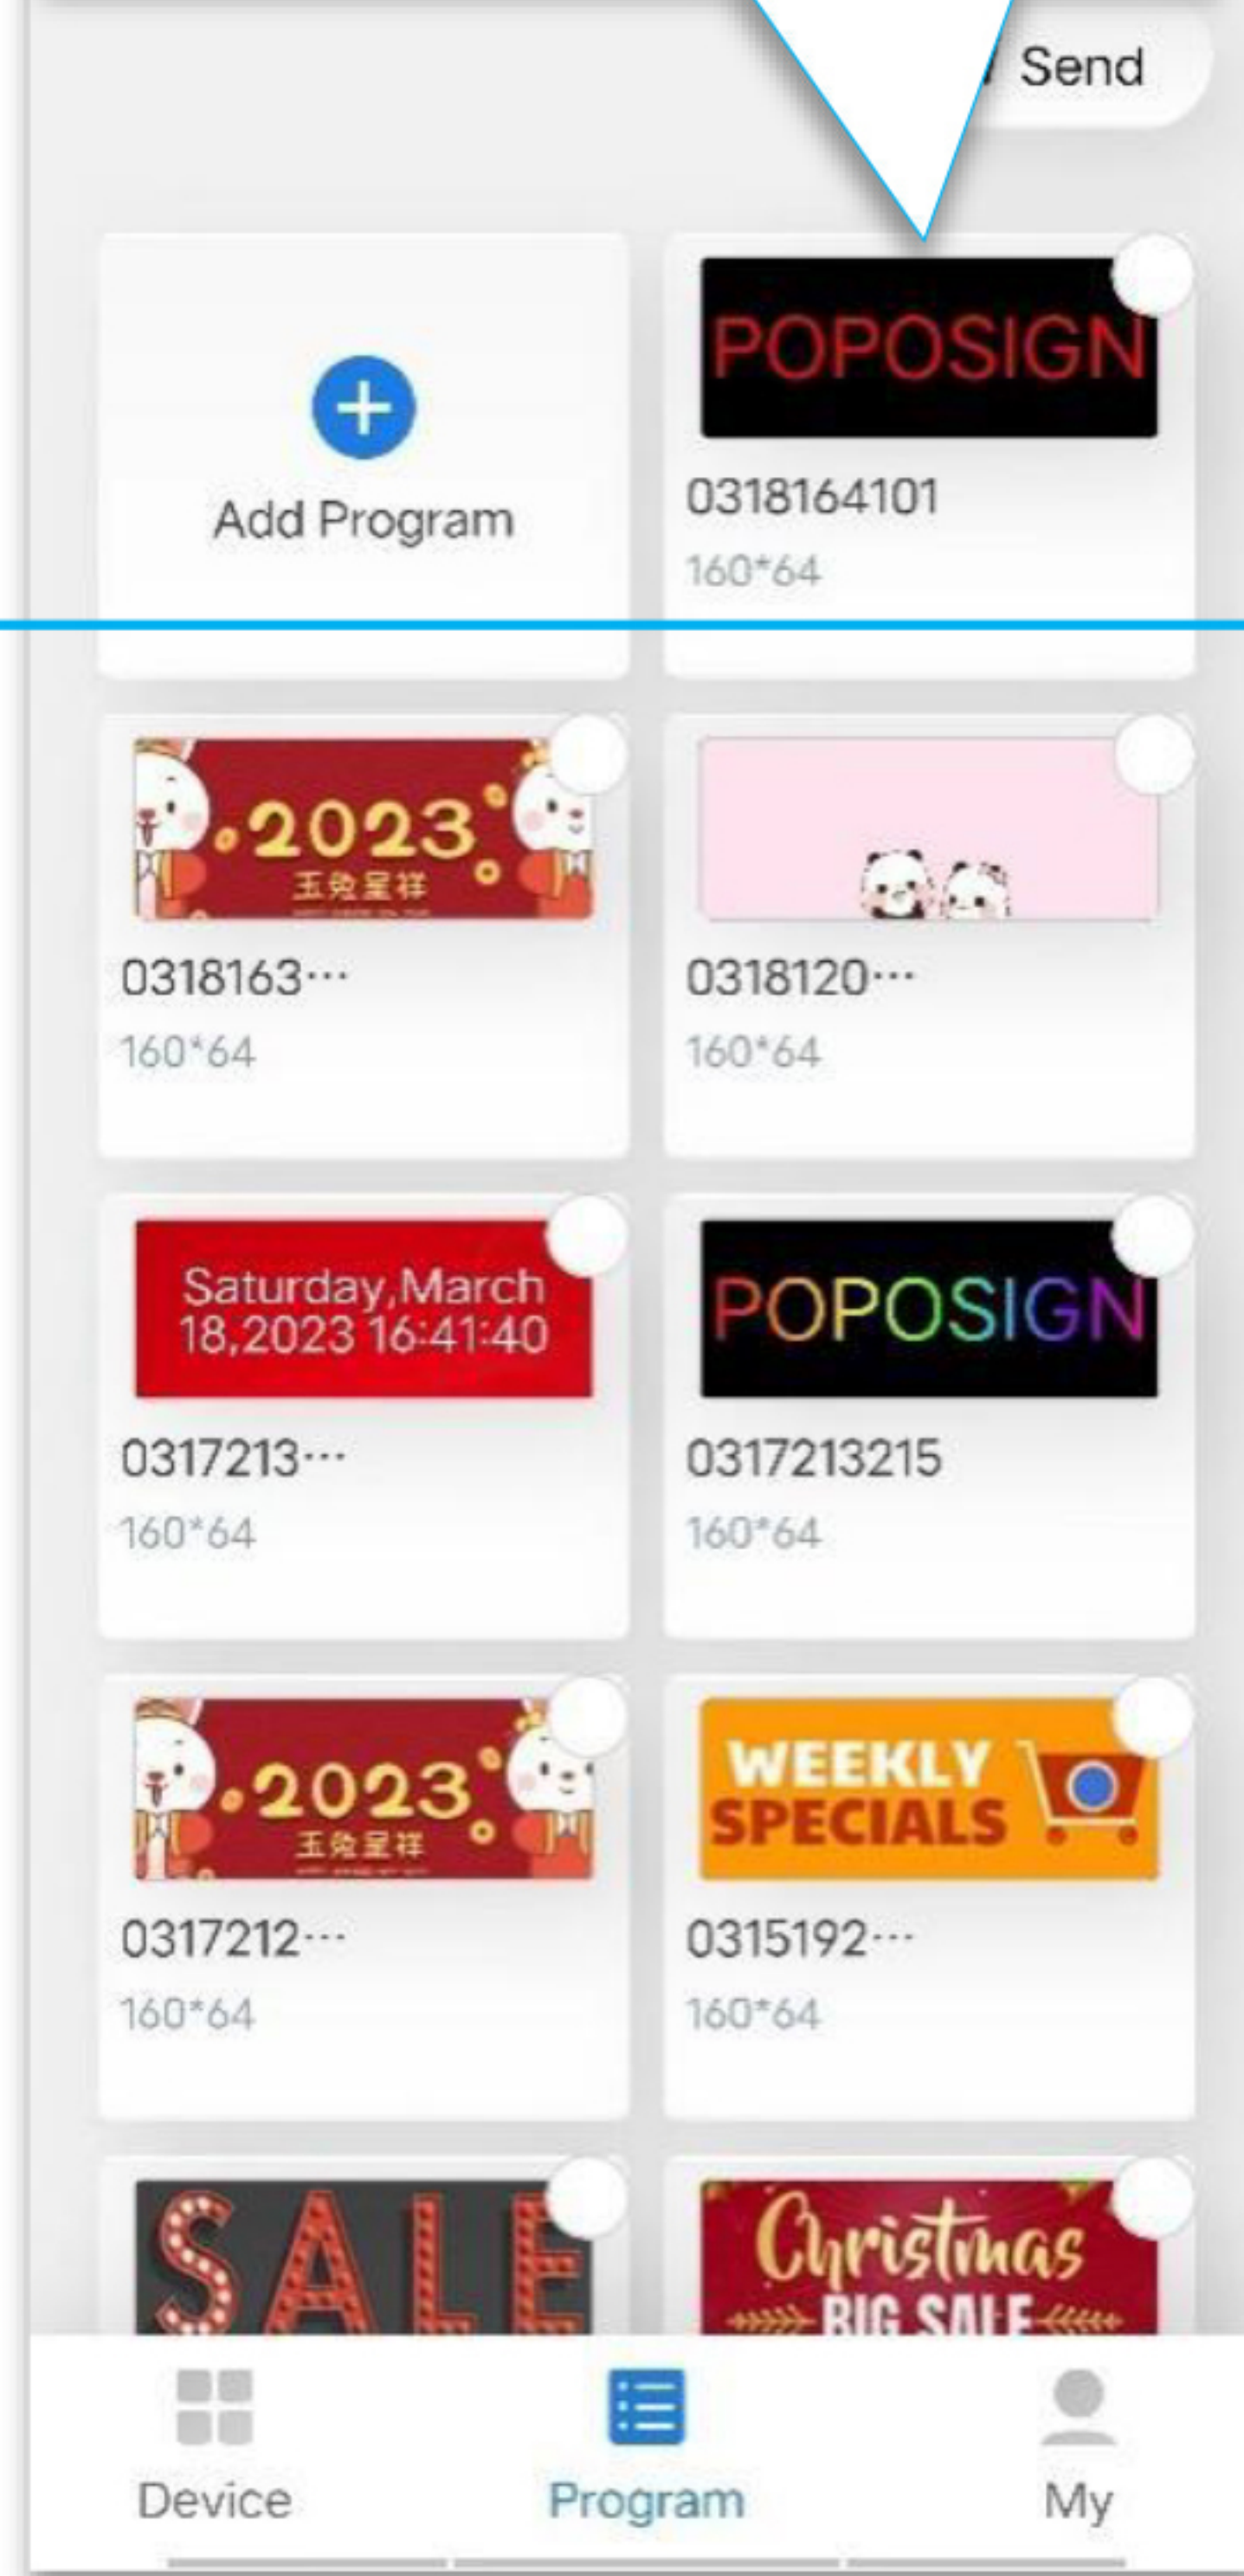 Send
Add Program
POPOSIGN
0318164101
160*64
2023
玉兔呈祥
0318163···
160*64
0318120···
160*64
Saturday,March
18,2023 16:41:40
0317213···
160*64
POPOSIGN
0317213215
160*64
2023
玉兔呈祥
0317212···
160*64
WEEKLY
SPECIALS
0315192···
160*64
SALE
Christmas
BIG SALE
Device
Program
My